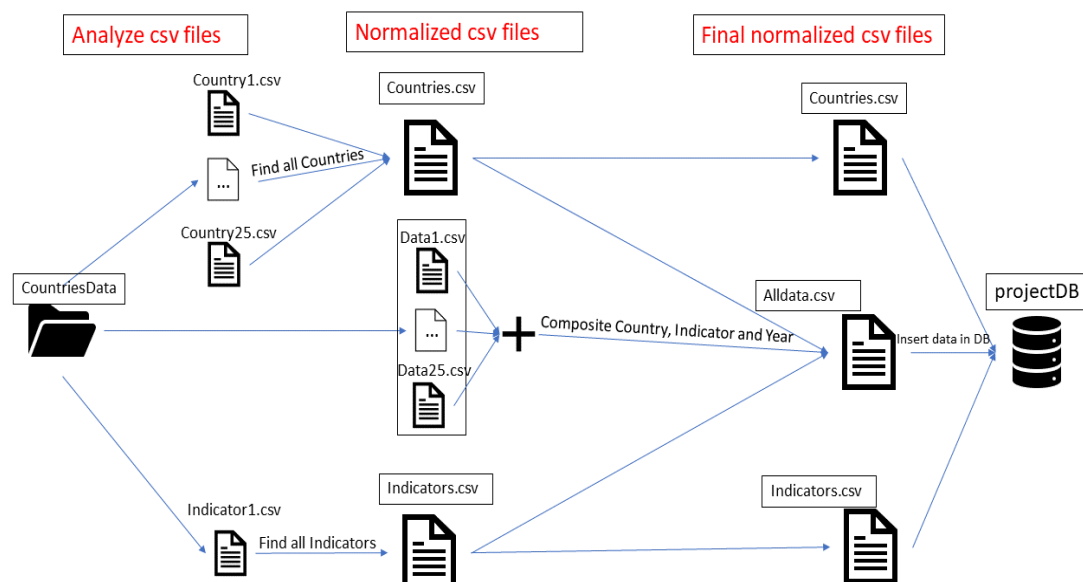 Analyze csv files
Normalized csv files
Final normalized csv files
Country1.csv
...
Country25.csv
Find all Countries
Countries.csv
Countries.csv
CountriesData
Data1.csv
...
Data25.csv
Composite Country, Indicator and Year
Alldata.csv
Insert data in DB
projectDB
Indicator1.csv
Find all Indicators
Indicators.csv
Indicators.csv